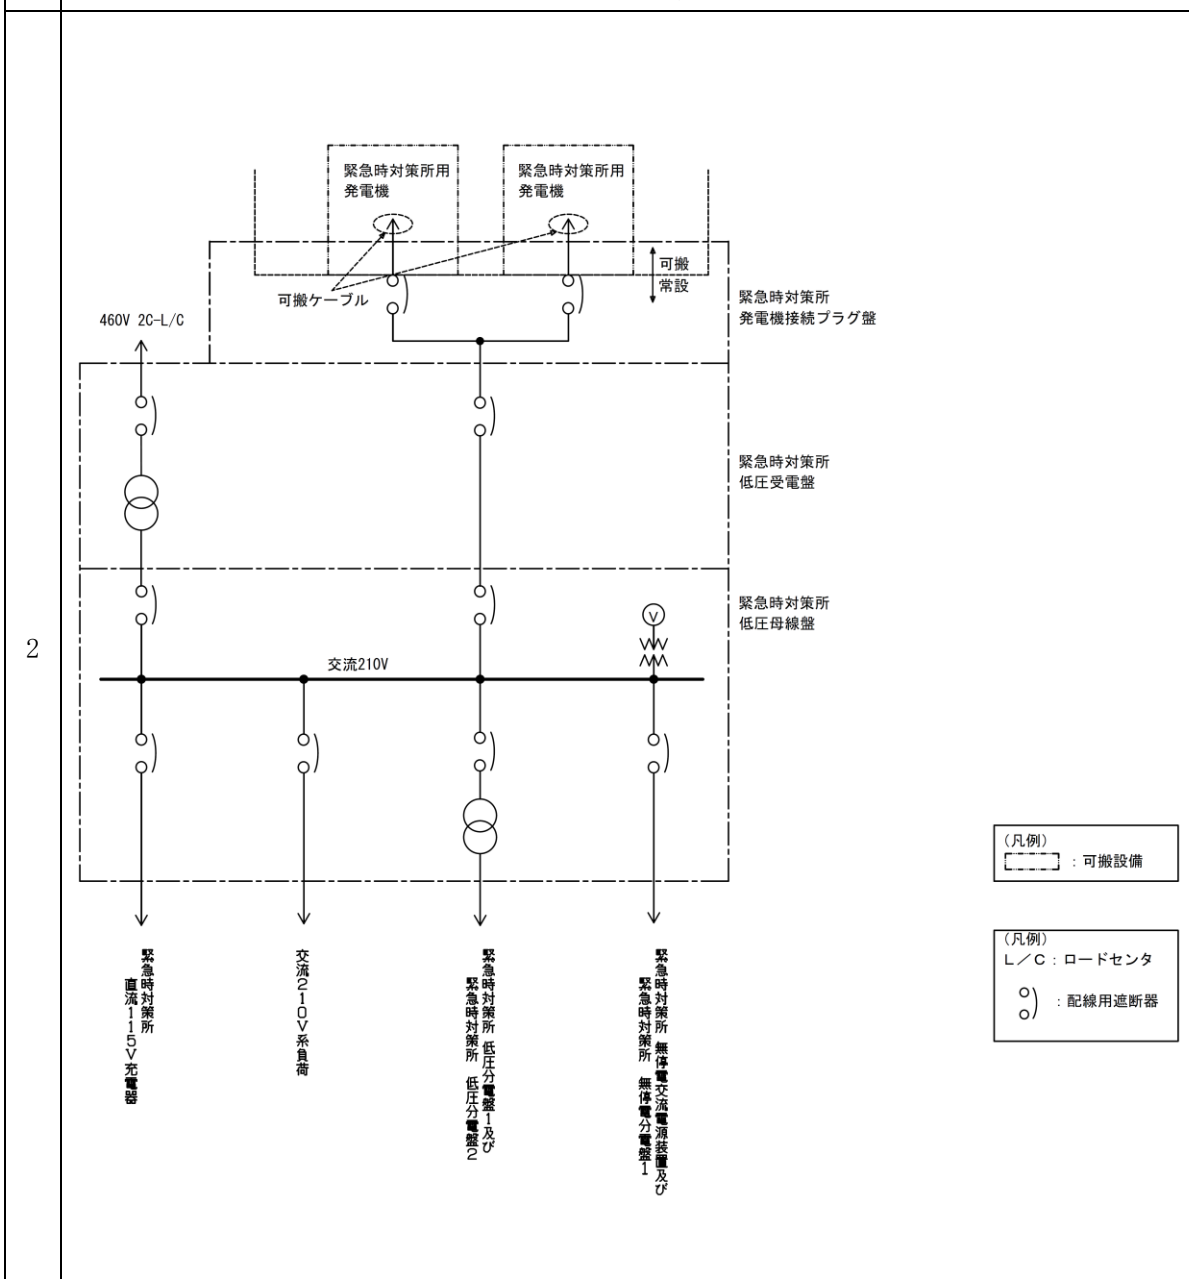 緊急時対策所用
発電機
緊急時対策所用
発電機
可搬
常設
可搬ケーブル
緊急時対策所
発電機接続プラグ盤
460V 2C-L/C
緊急時対策所
低圧受電盤
緊急時対策所
低圧母線盤
V
2
交流210V
(凡例)
：可搬設備
(凡例)
L／C：ロードセンタ
：配線用遮断器
緊急時対策所
直流115V充電器
交流210V系負荷
緊急時対策所 低圧分電盤1及び
緊急時対策所 低圧分電盤2
緊急時対策所 無停電交流電源装置及び
緊急時対策所 無停電分電盤1